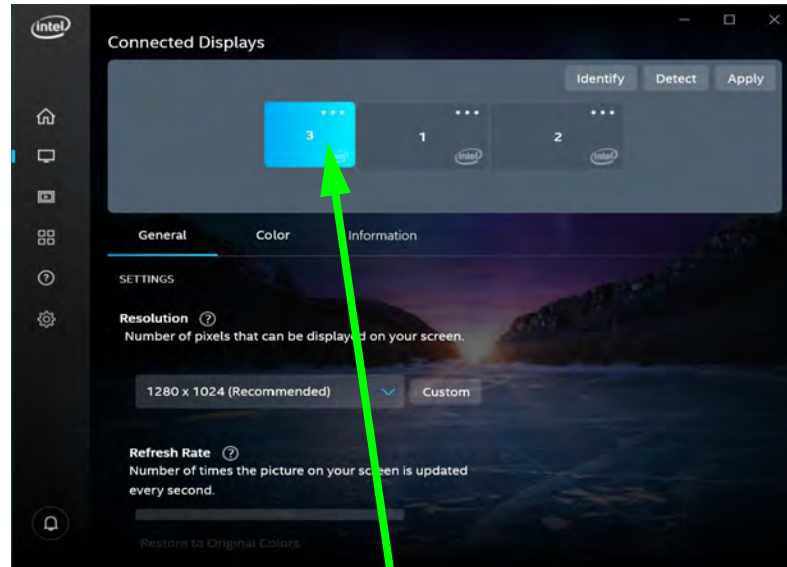 intel
Connected Displays
Identify Detect Apply
3 1 2
intel intel
General Color Information
SETTINGS
Resolution ?
Number of pixels that can be displayed on your screen.
1280 x 1024 (Recommended) Custom
Refresh Rate ?
Number of times the picture on your screen is updated
every second.
Restore to Original Colors